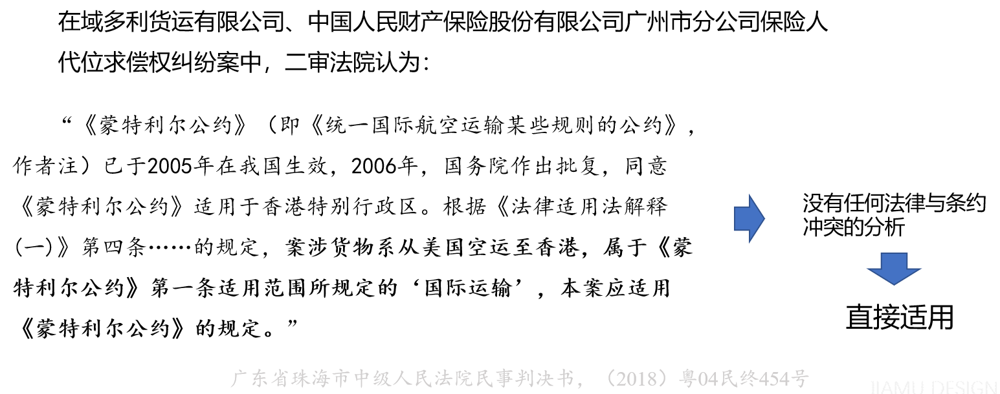 在域多利货运有限公司、中国人民财产保险股份有限公司广州市分公司保险人
代位求偿权纠纷案中，二审法院认为：
“《蒙特利尔公约》（即《统一国际航空运输某些规则的公约》，
作者注）已于2005年在我国生效，2006年，国务院作出批复，同意
《蒙特利尔公约》适用于香港特别行政区。根据《法律适用法解释
(一)》第四条……的规定，案涉货物系从美国空运至香港，属于《蒙
特利尔公约》第一条适用范围所规定的‘国际运输’，本案应适用
《蒙特利尔公约》的规定。”
没有任何法律与条约
冲突的分析
直接适用
广东省珠海市中级人民法院民事判决书，（2018）粤04民终454号
JIAMU DESIGN